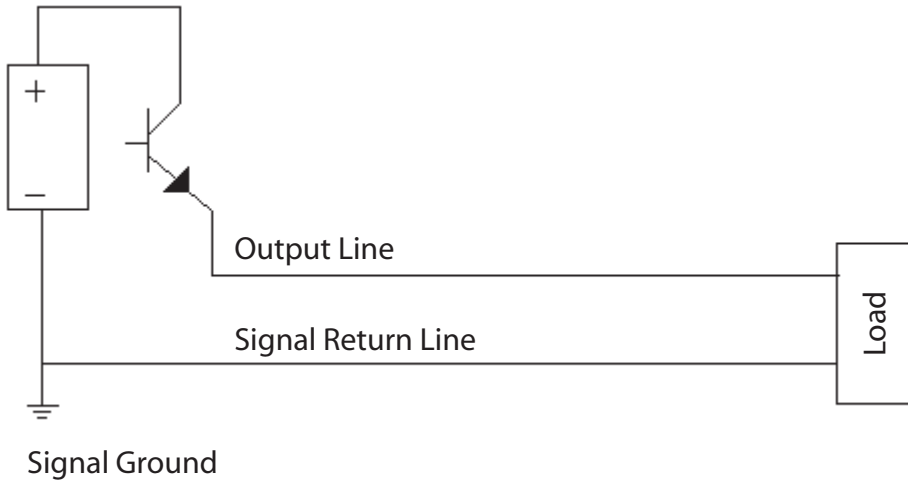 +
−
Output Line
Signal Return Line
Load
Signal Ground